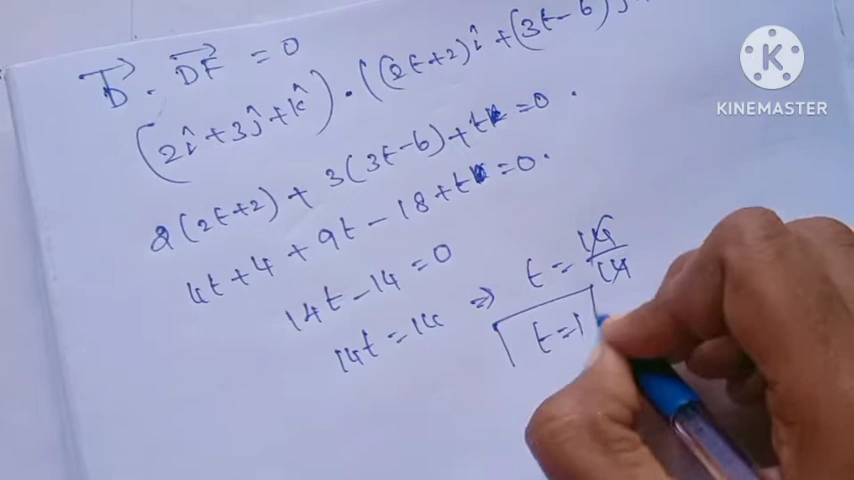 D⃗ . DF⃗ = 0
(2î + 3ĵ + k̂) . ((2t+2)î + (3t-6)ĵ
2(2t+2) + 3(3t-6) + t = 0 .
4t + 4 + 9t - 18 + t = 0 .
14t - 14 = 0
14t = 14 ⇒ t = 14/14
t = 1
K
KINEMASTER